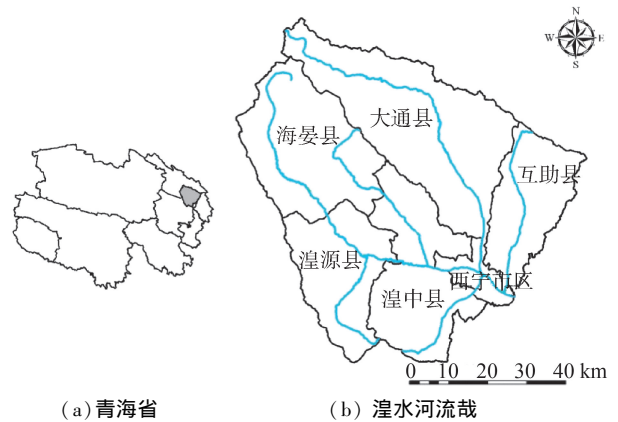 N
W E
S
大通县
海晏县
互助县
湟源县
西宁市区
湟中县
0 10 20 30 40 km
(a)青海省
(b) 湟水河流哉